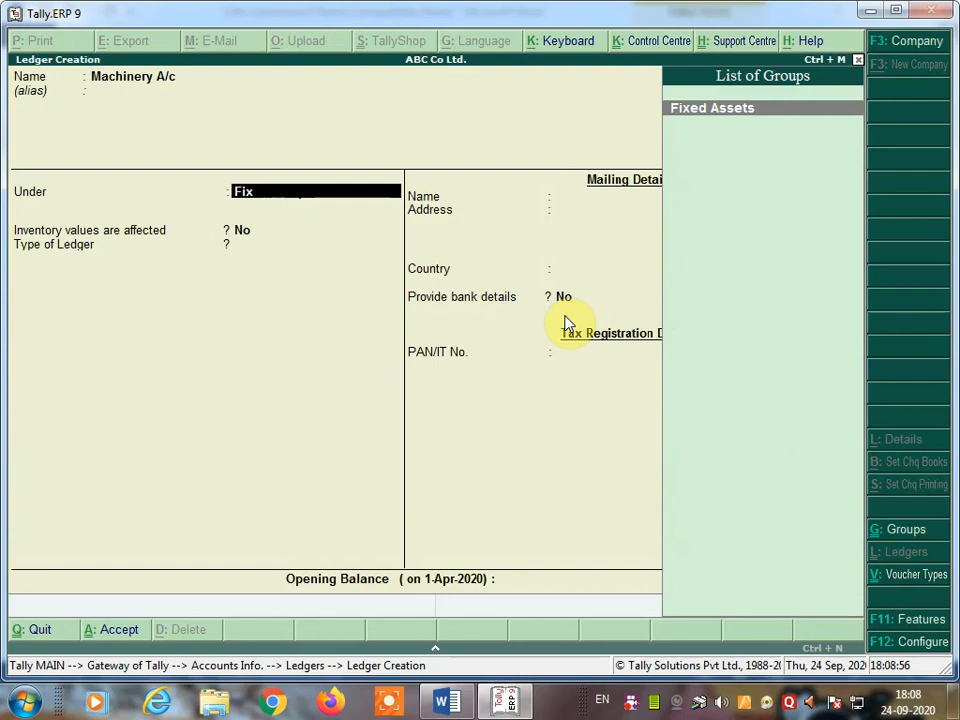 Tally.ERP 9
P: Print
E: Export
M: E-Mail
O: Upload
S: TallyShop
G: Language
K: Keyboard
K: Control Centre
H: Support Centre
H: Help
F3: Company
F3: New Company
Ledger Creation
ABC Co Ltd.
Ctrl + M
Name : Machinery A/c
(alias) :
List of Groups
Fixed Assets
Under : Fix
Inventory values are affected ? No
Type of Ledger ?
Mailing Detai
Name :
Address :
Country :
Provide bank details ? No
Tax Registration D
PAN/IT No. :
Opening Balance ( on 1-Apr-2020) :
L: Details
B: Set Chq Books
S: Set Chq Printing
G: Groups
L: Ledgers
V: Voucher Types
F11: Features
F12: Configure
Q: Quit
A: Accept
D: Delete
Ctrl + N
Tally MAIN --> Gateway of Tally --> Accounts Info. --> Ledgers --> Ledger Creation
© Tally Solutions Pvt Ltd., 1988-2
Thu, 24 Sep, 202
18:08:56
EN
18:08
24-09-2020